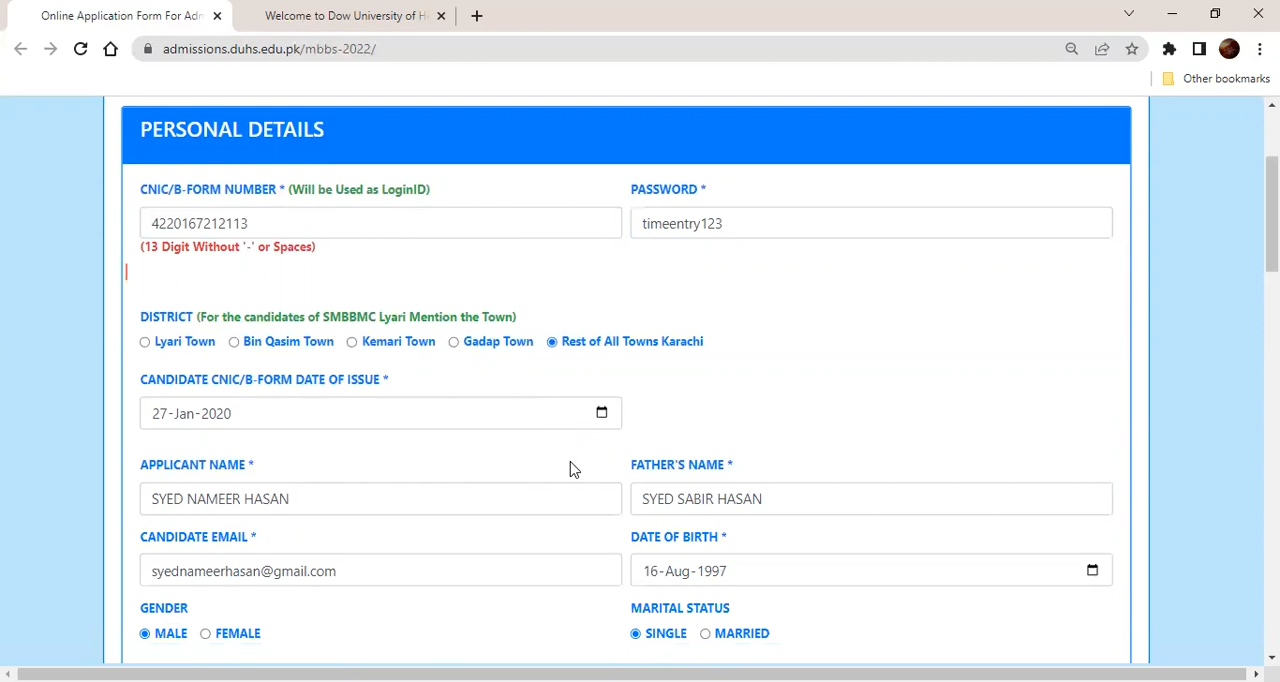 Online Application Form For Adm
Welcome to Dow University of He
admissions.duhs.edu.pk/mbbs-2022/
Other bookmarks
PERSONAL DETAILS
CNIC/B-FORM NUMBER * (Will be Used as LoginID)
PASSWORD *
4220167212113
timeentry123
(13 Digit Without '-' or Spaces)
DISTRICT (For the candidates of SMBBMC Lyari Mention the Town)
Lyari Town Bin Qasim Town Kemari Town Gadap Town Rest of All Towns Karachi
CANDIDATE CNIC/B-FORM DATE OF ISSUE *
27-Jan-2020
APPLICANT NAME *
FATHER'S NAME *
SYED NAMEER HASAN
SYED SABIR HASAN
CANDIDATE EMAIL *
DATE OF BIRTH *
syednameerhasan@gmail.com
16-Aug-1997
GENDER
MARITAL STATUS
MALE FEMALE
SINGLE MARRIED